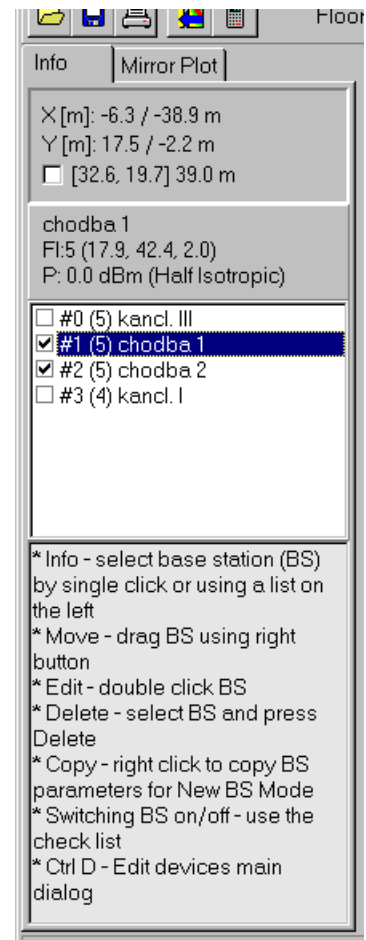 Floor
Info
Mirror Plot
X [m]: -6.3 / -38.9 m
Y [m]: 17.5 / -2.2 m
[32.6, 19.7] 39.0 m
chodba 1
Fl:5 (17.9, 42.4, 2.0)
P: 0.0 dBm (Half Isotropic)
#0 (5) kancl. III
#1 (5) chodba 1
#2 (5) chodba 2
#3 (4) kancl. I
* Info - select base station (BS)
by single click or using a list on
the left
* Move - drag BS using right
button
* Edit - double click BS
* Delete - select BS and press
Delete
* Copy - right click to copy BS
parameters for New BS Mode
* Switching BS on/off - use the
check list
* Ctrl D - Edit devices main
dialog